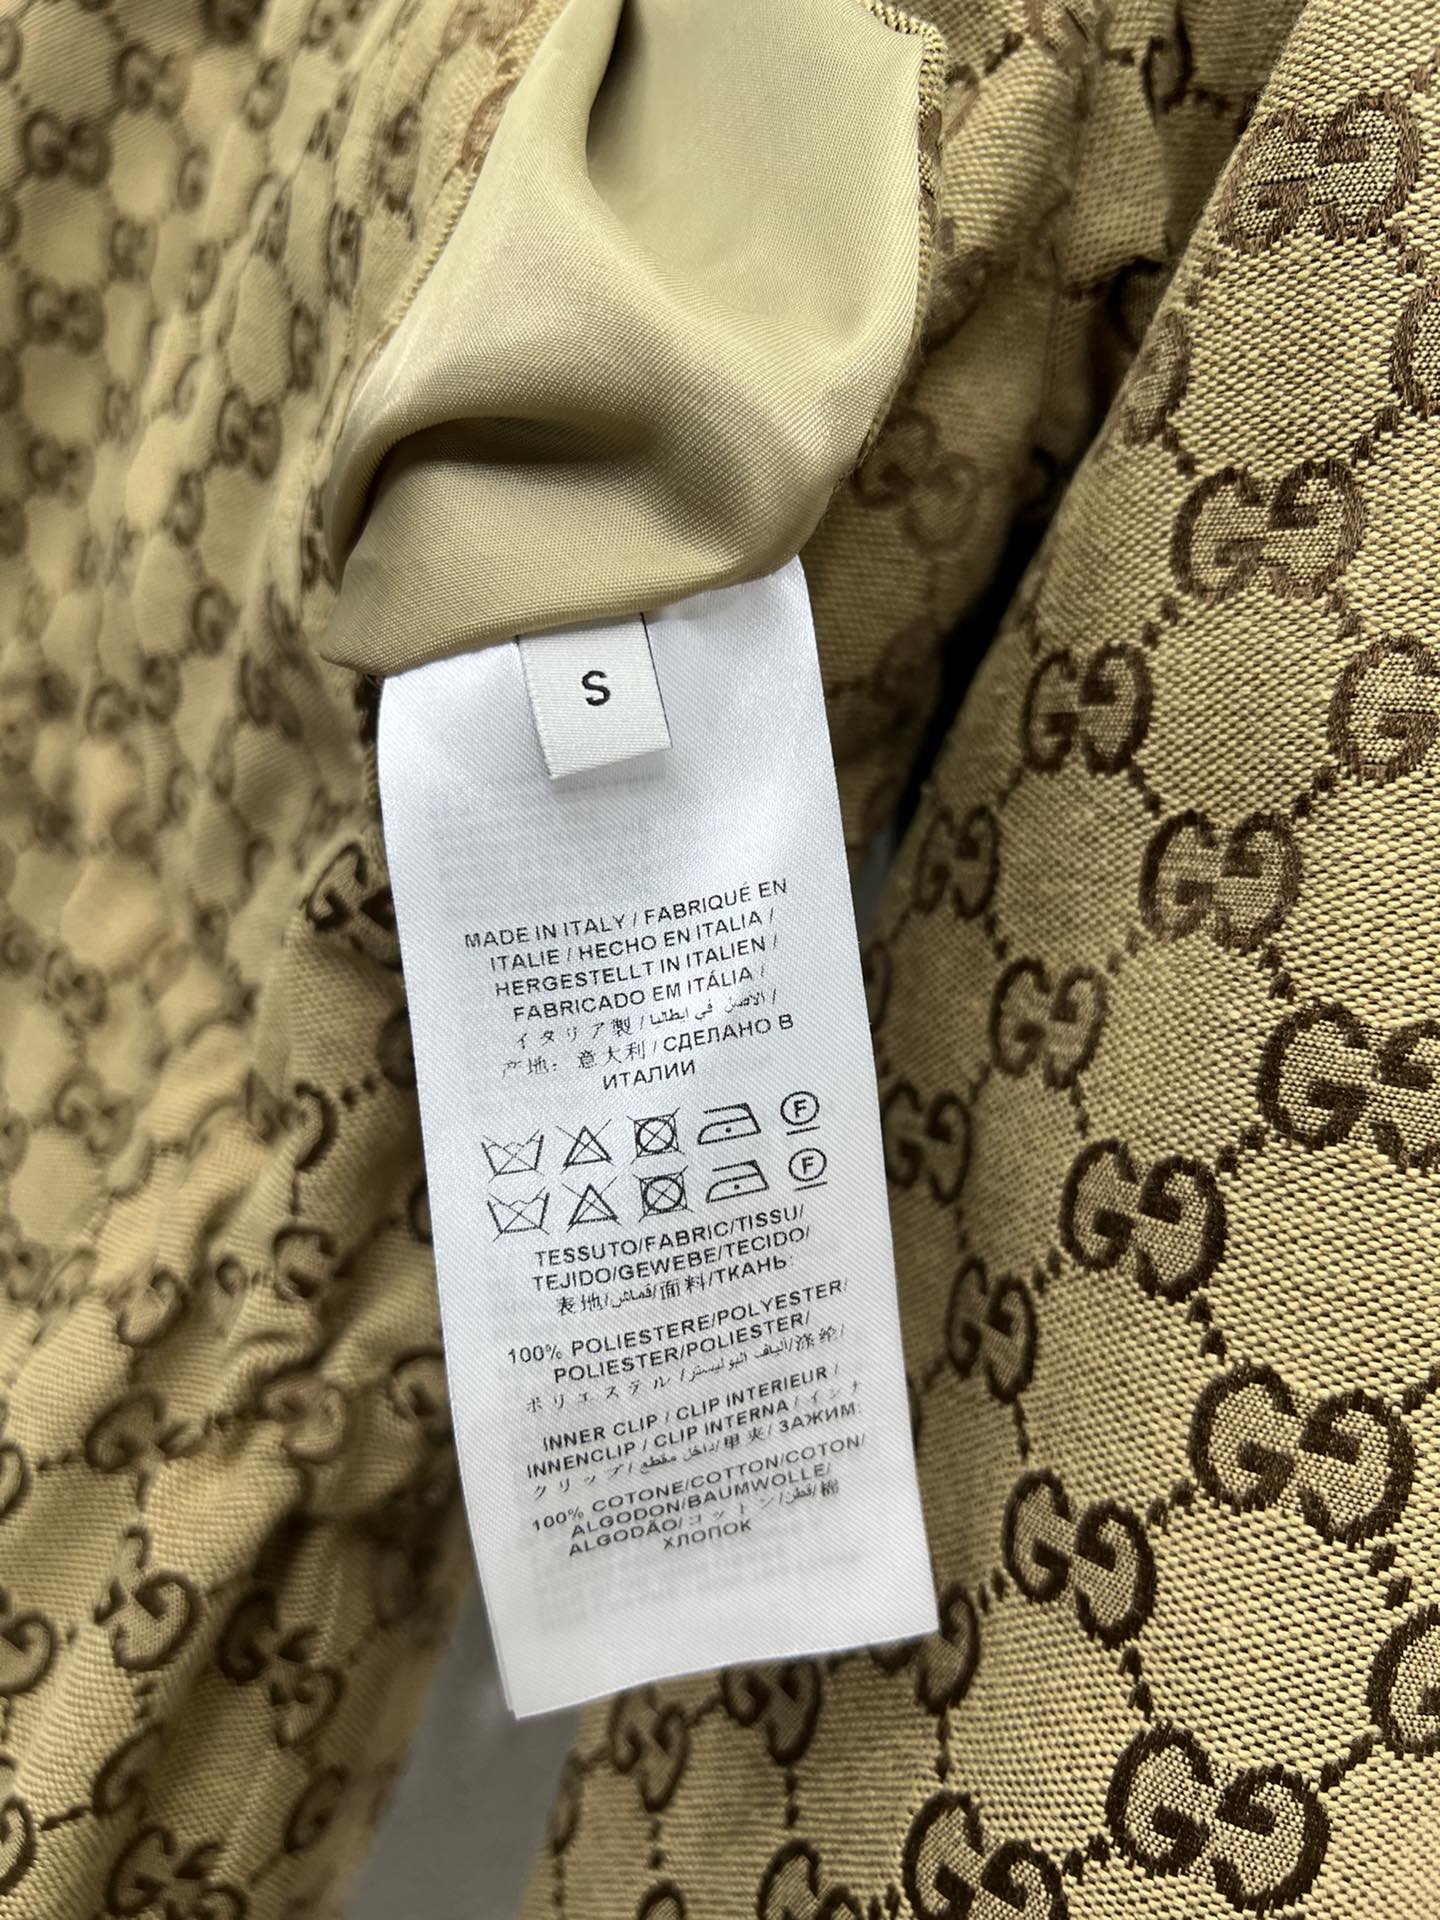 S
MADE IN ITALY / FABRIQUÉ EN
ITALIE / HECHO EN ITALIA /
HERGESTELLT IN ITALIEN /
FABRICADO EM ITÁLIA /
イタリア製 / الاصل في ايطاليا /
产地：意大利 / СДЕЛАНО В
ИТАЛИИ
F
F
TESSUTO/FABRIC/TISSU/
TEJIDO/GEWEBE/TECIDO/
表地/قماش/面料/ТКАНЬ:
100% POLIESTERE/POLYESTER/
POLIESTER/POLIESTER/
ポリエステル/الياف البوليستر/涤纶/
INNER CLIP / CLIP INTERIEUR /
INNENCLIP / CLIP INTERNA / インナ
クリップ / داخل مقطع/甲夹/ ЗАЖИМ:
100% COTONE/COTTON/COTON/
ALGODON/BAUMWOLLE/
ALGODÃO/コットン/قطن/棉
ХЛОПОК